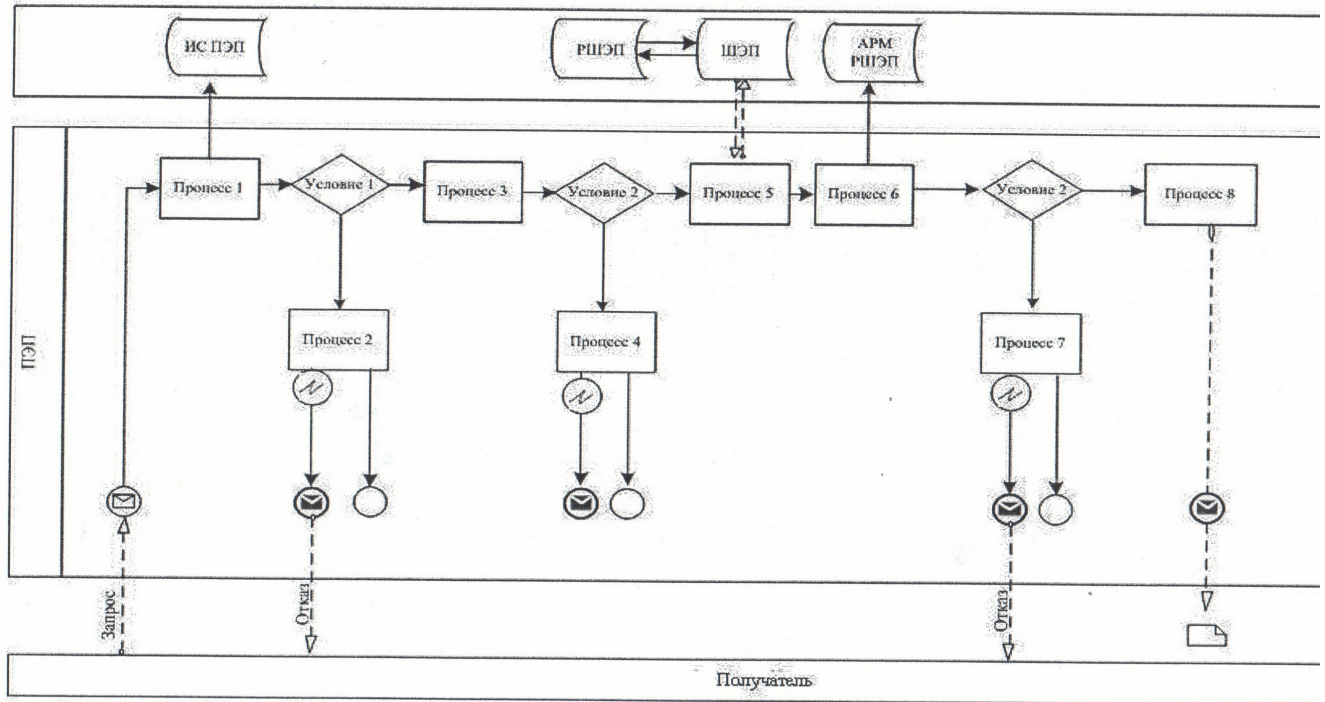 ИС ПЭП
РШЭП
ШЭП
АРМ
РШЭП
Процесс 1
Условие 1
Процесс 3
Условие 2
Процесс 5
Процесс 6
Условие 2
Процесс 8
Процесс 2
Процесс 4
Процесс 7
ПЭП
Запрос
Отказ
Отказ
Получатель